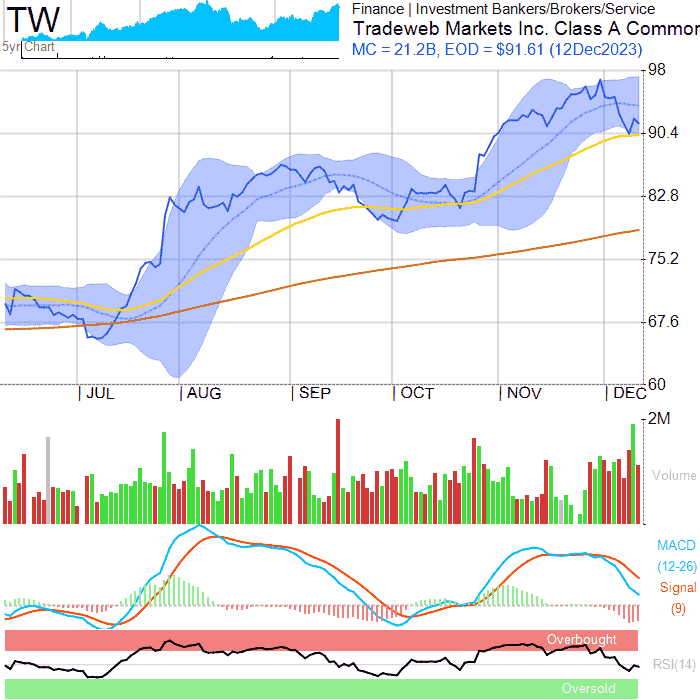 TW
5yr Chart
Finance | Investment Bankers/Brokers/Service
Tradeweb Markets Inc. Class A Common
MC = 21.2B, EOD = $91.61 (12Dec2023)
98
90.4
82.8
75.2
67.6
60
JUL AUG SEP OCT NOV DEC
2M
Volume
MACD
(12-26)
Signal
(9)
Overbought
RSI(14)
Oversold